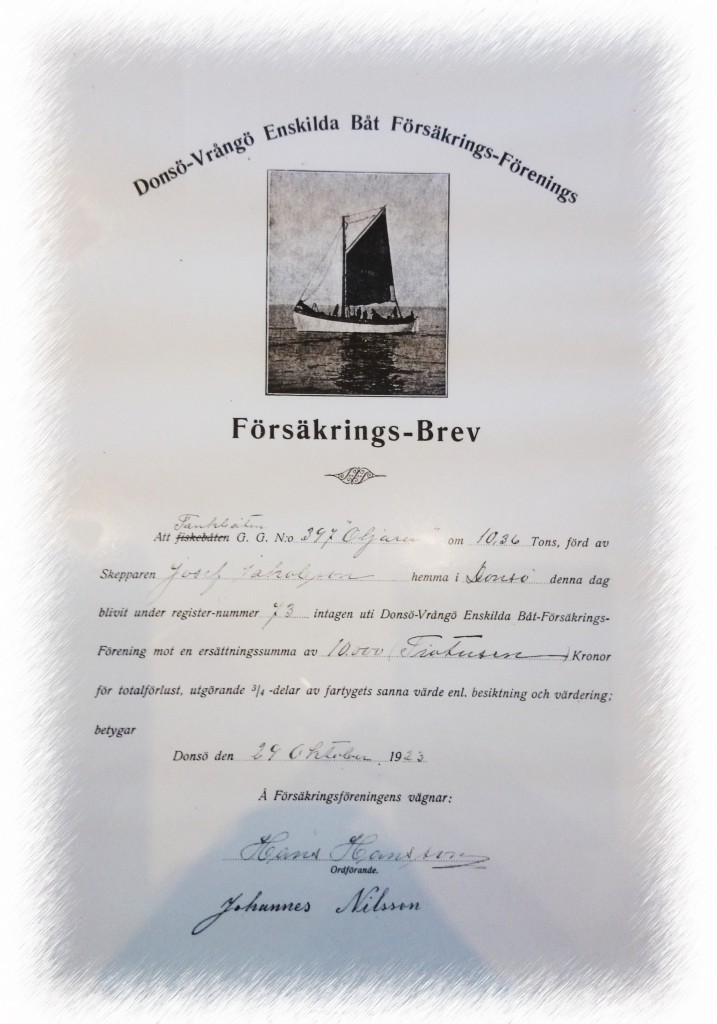 Donsö-Vrångö Enskilda Båt Försäkrings-Förenings
Försäkrings-Brev
Tankbåten
Att fiskebåten G. G. N:o 397 "Oljaren" om 10,36 Tons, förd av
Skepparen Josef Jakobsson hemma i Donsö denna dag
blivit under register-nummer 73 intagen uti Donsö-Vrångö Enskilda Båt-Försäkrings-
Förening mot en ersättningssumma av 10.000 (Tiotusen) Kronor
för totalförlust, utgörande 3/4 -delar av fartygets sanna värde enl. besiktning och värdering;
betygar
Donsö den 29 Oktober 1923
Å Försäkringsföreningens vägnar:
Hans Hansson
Ordförande.
Johannes Nilsson